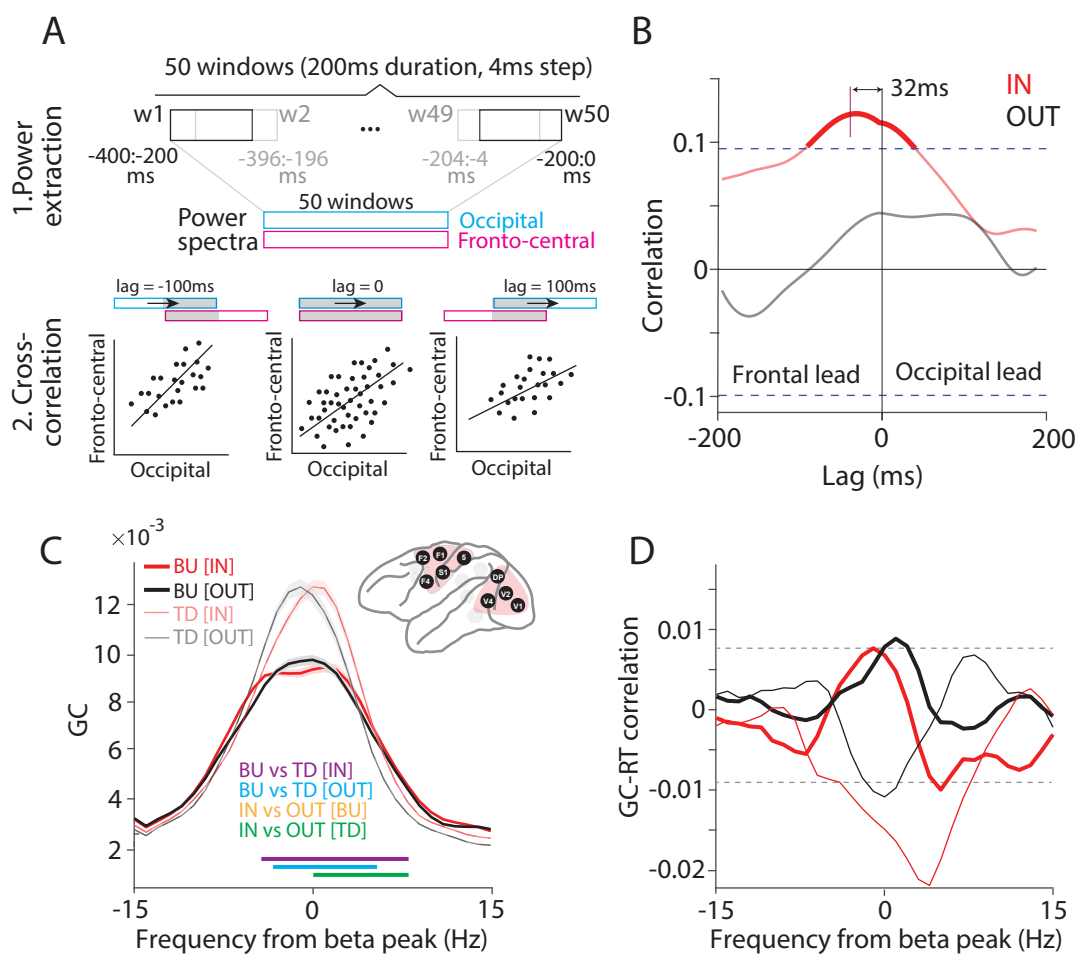 A
50 windows (200ms duration, 4ms step)
w1
w2
...
w49
w50
-400:-200
ms
-396:-196
ms
-204:-4
ms
-200:0
ms
1.Power
extraction
50 windows
Power
spectra
Occipital
Fronto-central
lag = -100ms
lag = 0
lag = 100ms
2. Cross-
correlation
Fronto-central
Occipital
Fronto-central
Occipital
Fronto-central
Occipital
B
32ms
IN
OUT
0.1
0
-0.1
Correlation
Frontal lead
Occipital lead
-200
0
200
Lag (ms)
C
×10⁻³
BU [IN]
BU [OUT]
TD [IN]
TD [OUT]
F2
F1
5
F4
S1
DP
V4
V2
V1
12
10
8
6
4
2
GC
BU vs TD [IN]
BU vs TD [OUT]
IN vs OUT [BU]
IN vs OUT [TD]
-15
0
15
Frequency from beta peak (Hz)
D
0.01
0
-0.01
-0.02
GC-RT correlation
-15
0
15
Frequency from beta peak (Hz)